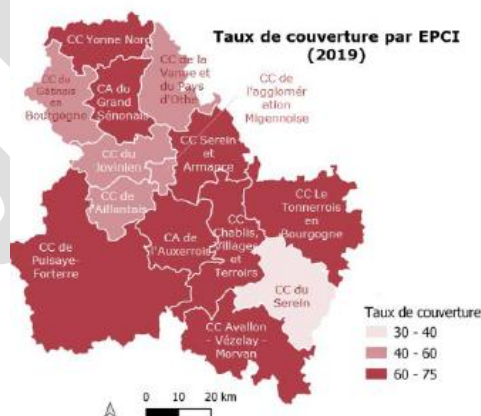 Taux de couverture par EPCI
(2019)
CC Yonne Nord
CC de la
Vanne et
du Pays
d'Othe
CC du
Gâtinais
en
Bourgogne
CA du
Grand
Sénonais
CC de
l'agglomér
ation
Migennoise
CC du
Jovinien
CC Serein
et
Armance
CC de
l'Aillantais
CC Le
Tonnerrois
en
Bourgogne
CC de
Puisaye-
Forterre
CA de
l'Auxerrois
CC
Chablis,
Villages
et
Terroirs
CC du
Serein
CC Avallon
- Vézelay -
Morvan
Taux de couverture
30 - 40
40 - 60
60 - 75
0 10 20 km